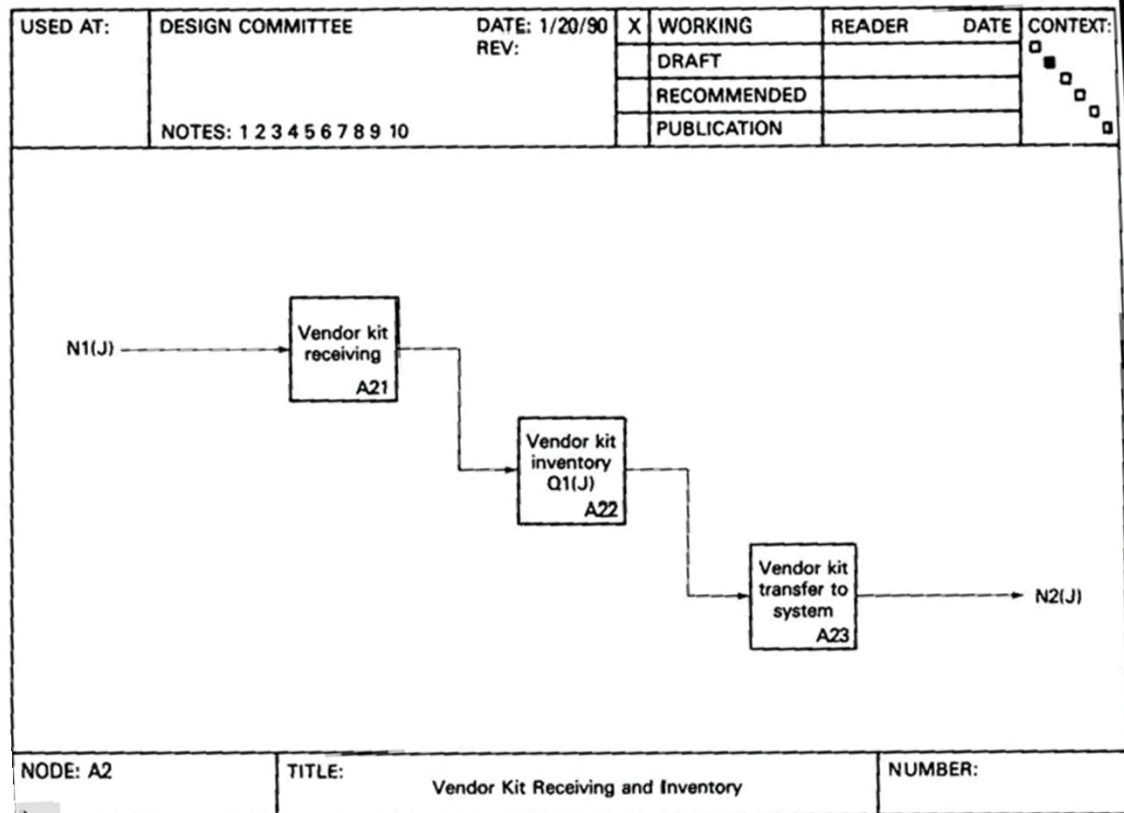 USED AT:
DESIGN COMMITTEE
DATE: 1/20/90
REV:
NOTES: 1 2 3 4 5 6 7 8 9 10
X WORKING
DRAFT
RECOMMENDED
PUBLICATION
READER DATE
CONTEXT:
N1(J)
Vendor kit
receiving
A21
Vendor kit
inventory
Q1(J)
A22
Vendor kit
transfer to
system
A23
N2(J)
NODE: A2
TITLE:
Vendor Kit Receiving and Inventory
NUMBER: